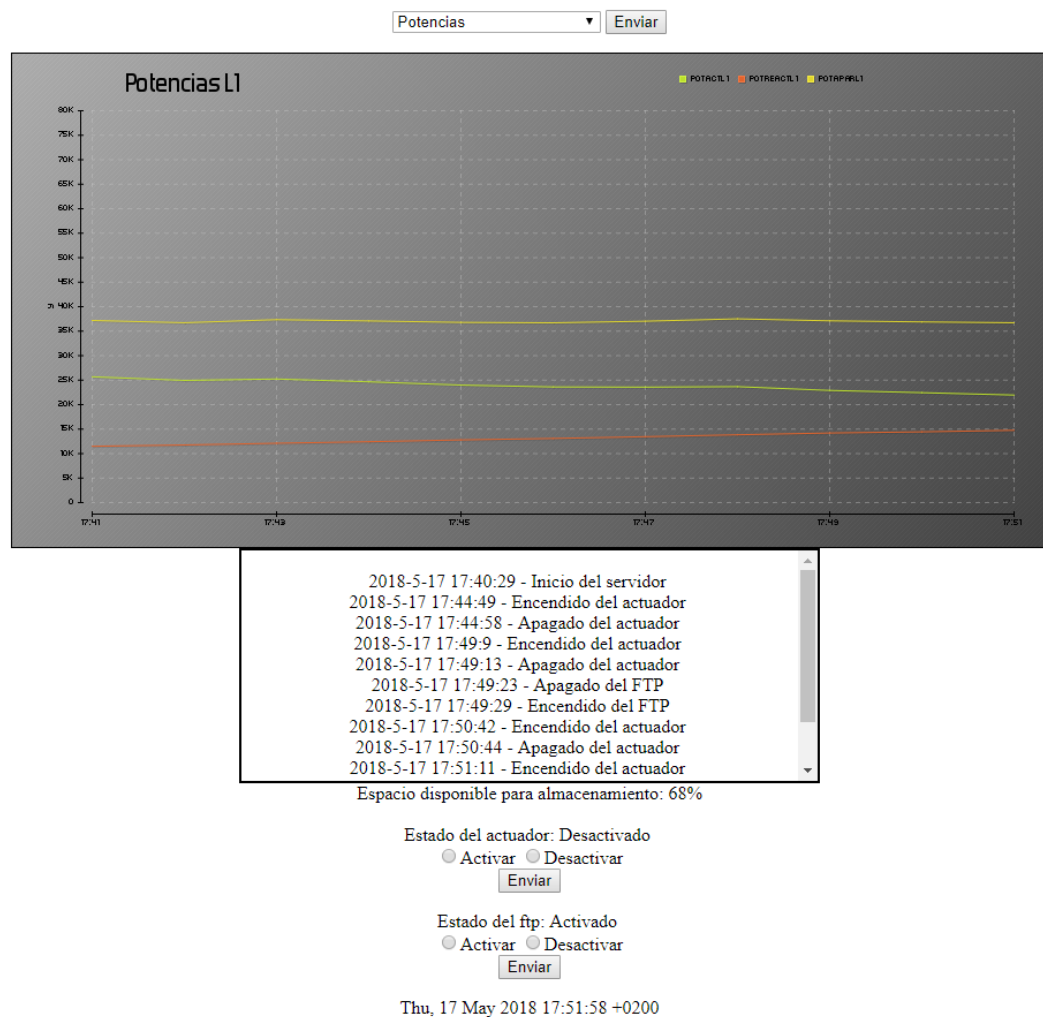 Potencias
Enviar
Potencias L1
POTACTL1 POTREACTL1 POTAPARL1
80K
75K
70K
65K
60K
55K
50K
45K
y 40K
35K
30K
25K
20K
15K
10K
5K
0
17:41 17:43 17:45 17:47 17:49 17:51
2018-5-17 17:40:29 - Inicio del servidor
2018-5-17 17:44:49 - Encendido del actuador
2018-5-17 17:44:58 - Apagado del actuador
2018-5-17 17:49:9 - Encendido del actuador
2018-5-17 17:49:13 - Apagado del actuador
2018-5-17 17:49:23 - Apagado del FTP
2018-5-17 17:49:29 - Encendido del FTP
2018-5-17 17:50:42 - Encendido del actuador
2018-5-17 17:50:44 - Apagado del actuador
2018-5-17 17:51:11 - Encendido del actuador
Espacio disponible para almacenamiento: 68%
Estado del actuador: Desactivado
Activar Desactivar
Enviar
Estado del ftp: Activado
Activar Desactivar
Enviar
Thu, 17 May 2018 17:51:58 +0200